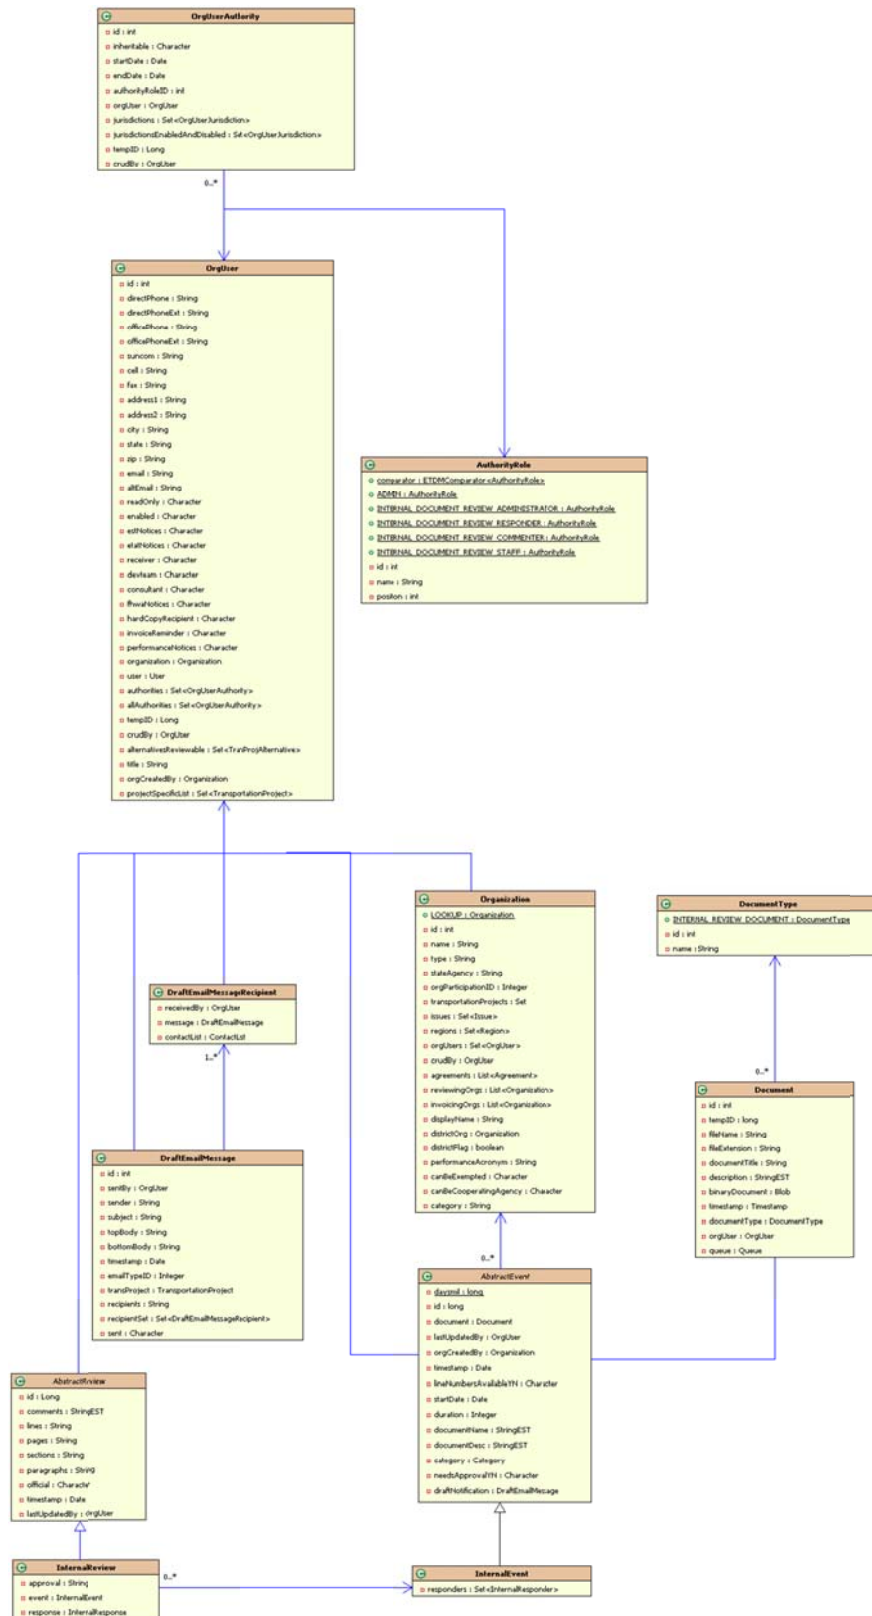 OrgUserAuthority
id : int
inheritable : Character
startDate : Date
endDate : Date
authorityRoleID : int
orgUser : OrgUser
jurisdictions : Set<OrgUserJurisdiction>
jurisdictionsEnabledAndDisabled : Set<OrgUserJurisdiction>
tempID : Long
crudBy : OrgUser
0..*
OrgUser
id : int
directPhone : String
directPhoneExt : String
officePhone : String
officePhoneExt : String
suncom : String
cell : String
fax : String
address1 : String
address2 : String
city : String
state : String
zip : String
email : String
altEmail : String
readOnly : Character
enabled : Character
estNotices : Character
etatNotices : Character
receiver : Character
devteam : Character
consultant : Character
fhwaNotices : Character
hardCopyRecipient : Character
invoiceReminder : Character
performanceNotices : Character
organization : Organization
user : User
authorities : Set<OrgUserAuthority>
allAuthorities : Set<OrgUserAuthority>
tempID : Long
crudBy : OrgUser
alternativesReviewable : Set<TranProjAlternative>
title : String
orgCreatedBy : Organization
projectSpecificList : Set<TransportationProject>
AuthorityRole
comparator : ETDMComparator<AuthorityRole>
ADMIN : AuthorityRole
INTERNAL_DOCUMENT_REVIEW_ADMINISTRATOR : AuthorityRole
INTERNAL_DOCUMENT_REVIEW_RESPONDER : AuthorityRole
INTERNAL_DOCUMENT_REVIEW_COMMENTER : AuthorityRole
INTERNAL_DOCUMENT_REVIEW_STAFF : AuthorityRole
id : int
name : String
position : int
Organization
LOOKUP : Organization
id : int
name : String
type : String
stateAgency : String
orgParticipationID : Integer
transportationProjects : Set
issues : Set<Issue>
regions : Set<Region>
orgUsers : Set<OrgUser>
crudBy : OrgUser
agreements : List<Agreement>
reviewingOrgs : List<Organization>
invoicingOrgs : List<Organization>
displayName : String
districtOrg : Organization
districtFlag : boolean
performanceAcronym : String
canBeExempted : Character
canBeCooperatingAgency : Character
category : String
0..*
DocumentType
INTERNAL_REVIEW_DOCUMENT : DocumentType
id : int
name : String
0..*
DraftEmailMessageRecipient
receivedBy : OrgUser
message : DraftEmailMessage
contactList : ContactList
1..*
Document
id : int
tempID : long
fileName : String
fileExtension : String
documentTitle : String
description : StringEST
binaryDocument : Blob
timestamp : Timestamp
documentType : DocumentType
orgUser : OrgUser
queue : Queue
DraftEmailMessage
id : int
sentBy : OrgUser
sender : String
subject : String
topBody : String
bottomBody : String
timestamp : Date
emailTypeID : Integer
transProject : TransportationProject
recipients : String
recipientSet : Set<DraftEmailMessageRecipient>
sent : Character
AbstractEvent
daysmil : long
id : long
document : Document
lastUpdatedBy : OrgUser
orgCreatedBy : Organization
timestamp : Date
lineNumbersAvailableYN : Character
startDate : Date
duration : Integer
documentName : StringEST
documentDesc : StringEST
category : Category
needsApprovalYN : Character
draftNotification : DraftEmailMessage
AbstractReview
id : Long
comments : StringEST
lines : String
pages : String
sections : String
paragraphs : String
official : Character
timestamp : Date
lastUpdatedBy : OrgUser
InternalReview
approval : String
event : InternalEvent
response : InternalResponse
0..*
InternalEvent
responders : Set<InternalResponder>